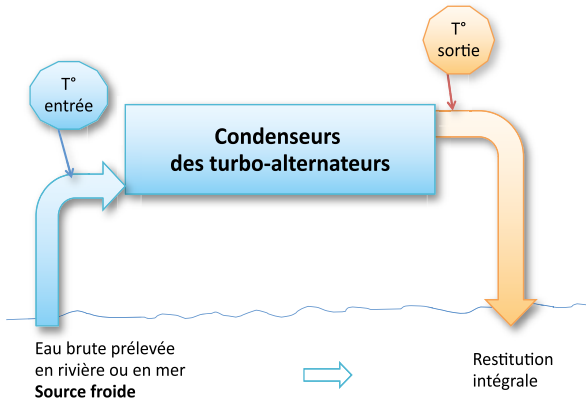 T°
entrée
T°
sortie
Condenseurs
des turbo-alternateurs
Eau brute prélevée
en rivière ou en mer
Source froide
Restitution
intégrale